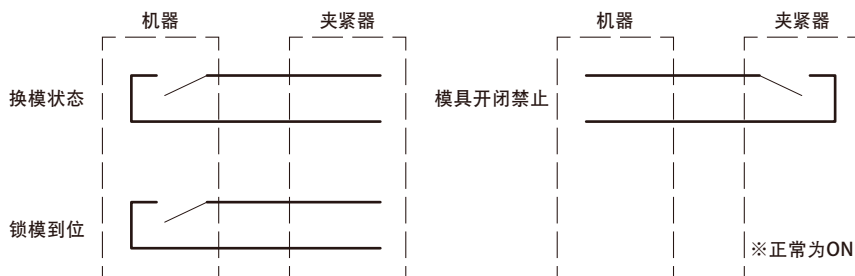 机器
夹紧器
机器
夹紧器
换模状态
模具开闭禁止
锁模到位
※正常为ON